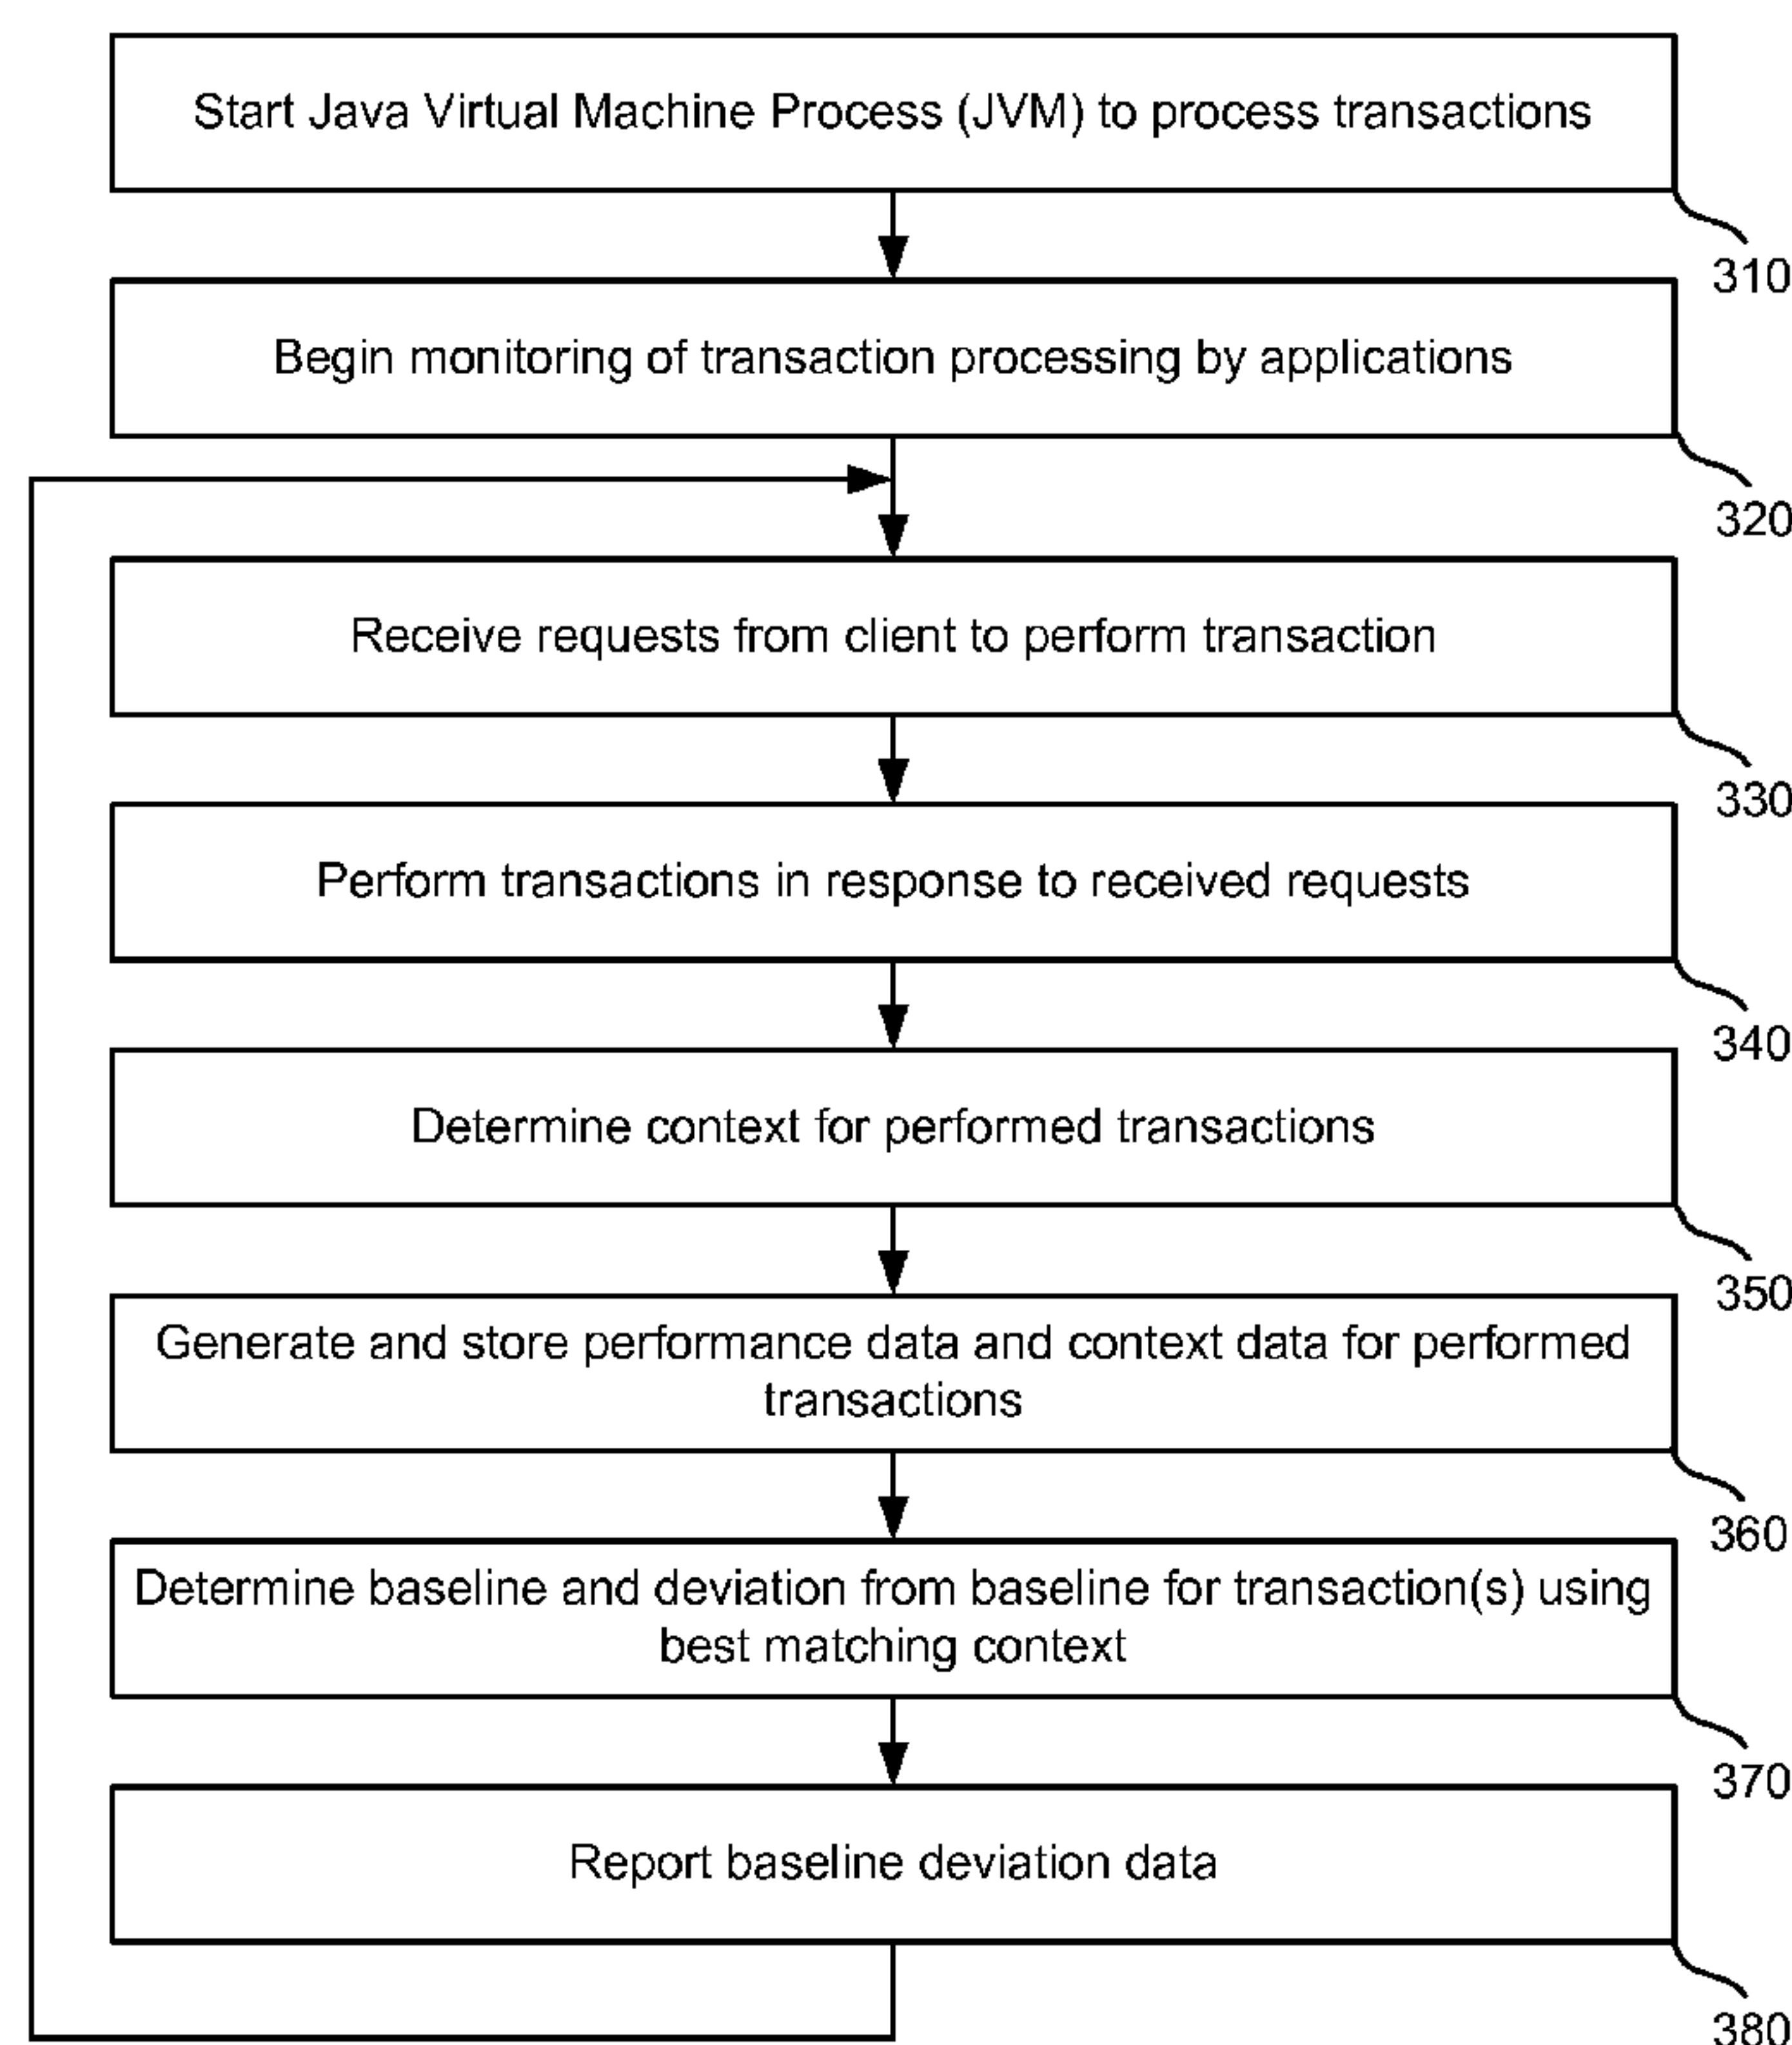 Start Java Virtual Machine Process (JVM) to process transactions
310
Begin monitoring of transaction processing by applications
320
Receive requests from client to perform transaction
330
Perform transactions in response to received requests
340
Determine context for performed transactions
350
Generate and store performance data and context data for performed
transactions
360
Determine baseline and deviation from baseline for transaction(s) using
best matching context
370
Report baseline deviation data
380